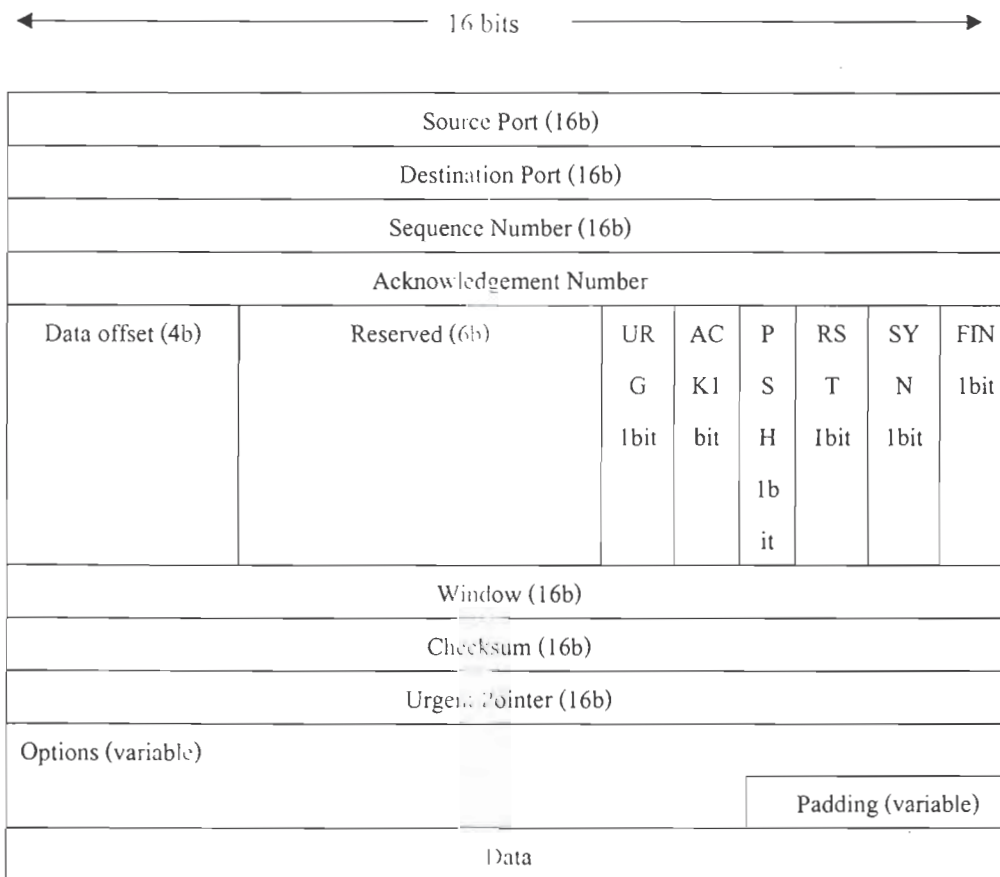 16 bits
Source Port (16b)
Destination Port (16b)
Sequence Number (16b)
Acknowledgement Number
Data offset (4b)
Reserved (6b)
UR
G
1bit
AC
K1
bit
P
S
H
1b
it
RS
T
1bit
SY
N
1bit
FIN
1bit
Window (16b)
Checksum (16b)
Urgent Pointer (16b)
Options (variable)
Padding (variable)
Data